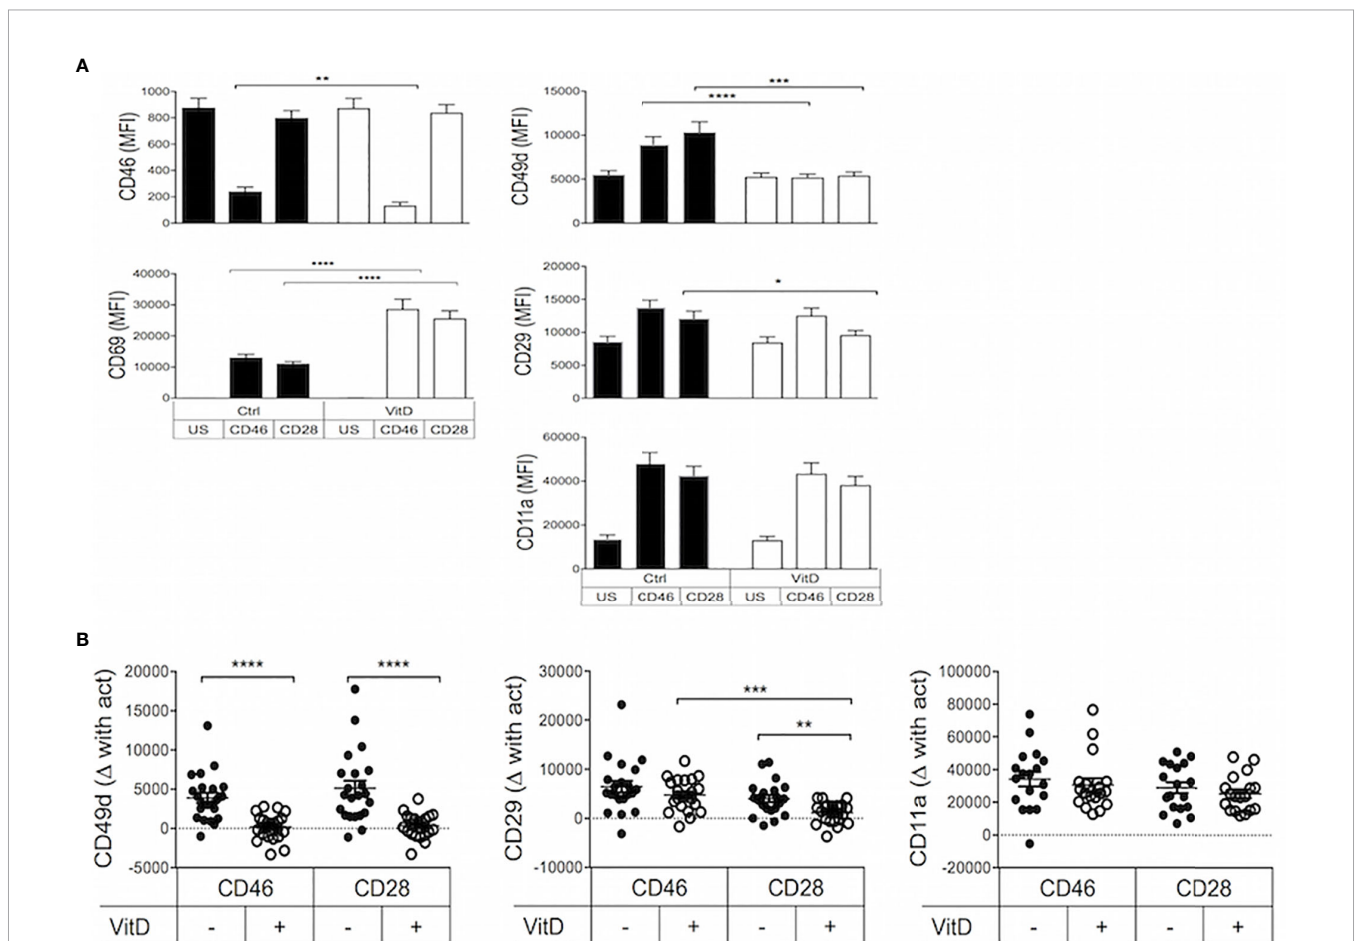 A
**
1000
800
600
400
200
0
CD46 (MFI)
****
****
40000
30000
20000
10000
0
CD69 (MFI)
Ctrl VitD
US CD46 CD28 US CD46 CD28
***
****
15000
10000
5000
0
CD49d (MFI)
*
20000
15000
10000
5000
0
CD29 (MFI)
60000
40000
20000
0
CD11a (MFI)
Ctrl VitD
US CD46 CD28 US CD46 CD28
B
**** ****
20000
15000
10000
5000
0
-5000
CD49d (Δ with act)
CD46 CD28
VitD - + - +
***
**
30000
20000
10000
0
-10000
CD29 (Δ with act)
CD46 CD28
VitD - + - +
100000
80000
60000
40000
20000
0
-20000
CD11a (Δ with act)
CD46 CD28
VitD - + - +